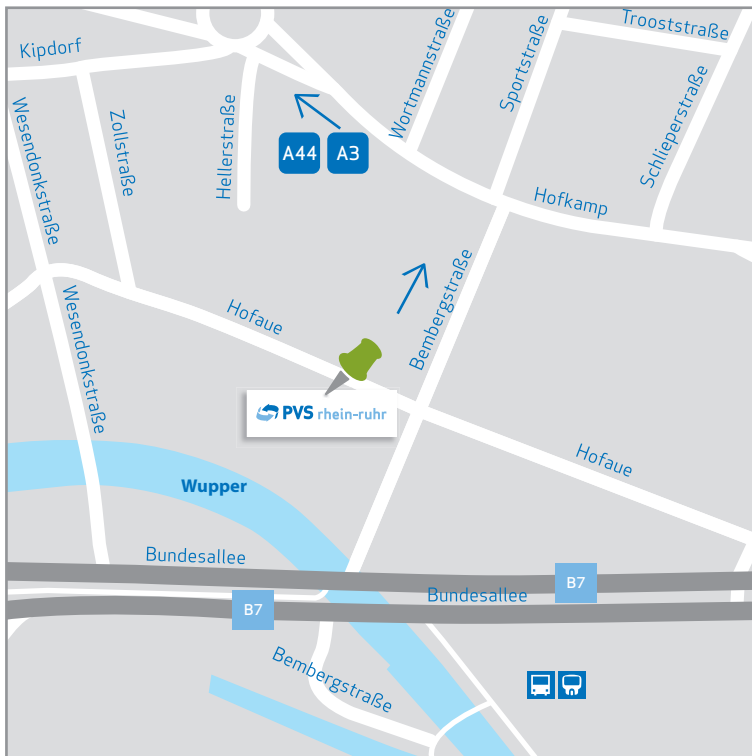 Kipdorf
Trooststraße
Wortmannstraße
Sportstraße
Schlieperstraße
Wesendonkstraße
Zollstraße
Hellerstraße
A44
A3
Hofkamp
Bembergstraße
Wesendonkstraße
Hofaue
PVS rhein-ruhr
Hofaue
Wupper
Bundesallee
B7
Bundesallee
B7
Bembergstraße